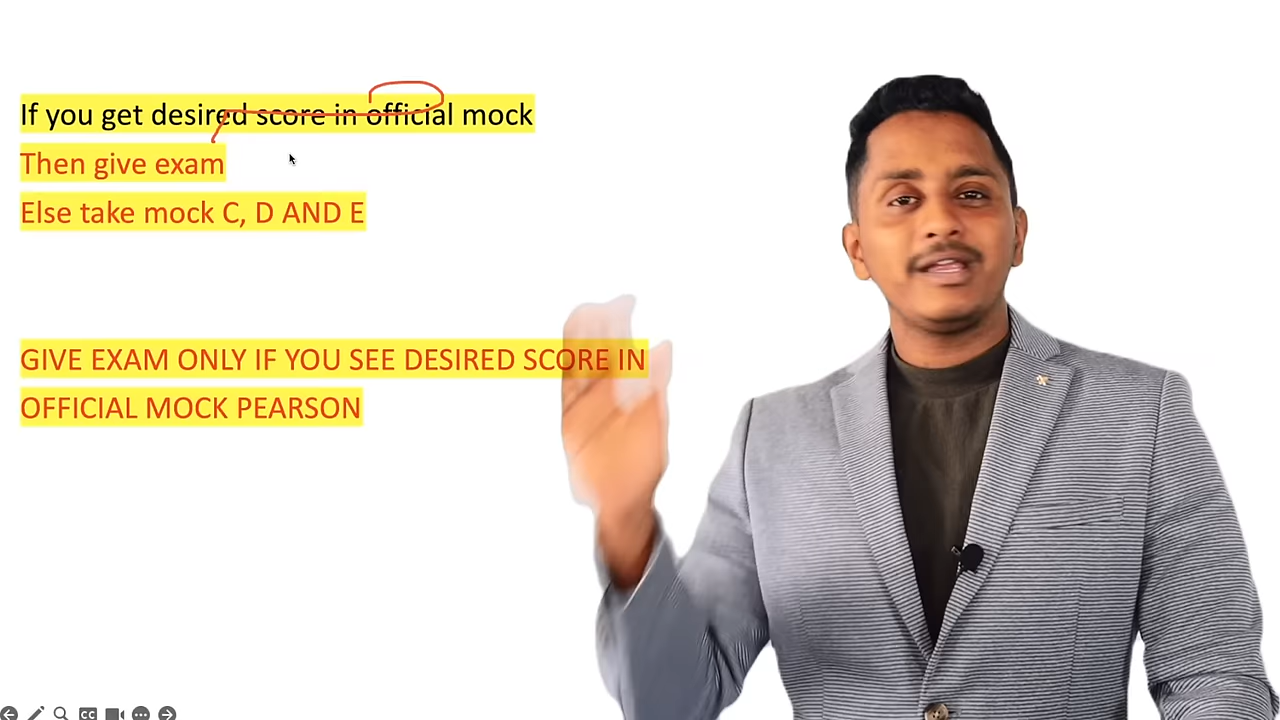 If you get desired score in official mock
Then give exam
Else take mock C, D AND E
GIVE EXAM ONLY IF YOU SEE DESIRED SCORE IN
OFFICIAL MOCK PEARSON
CC